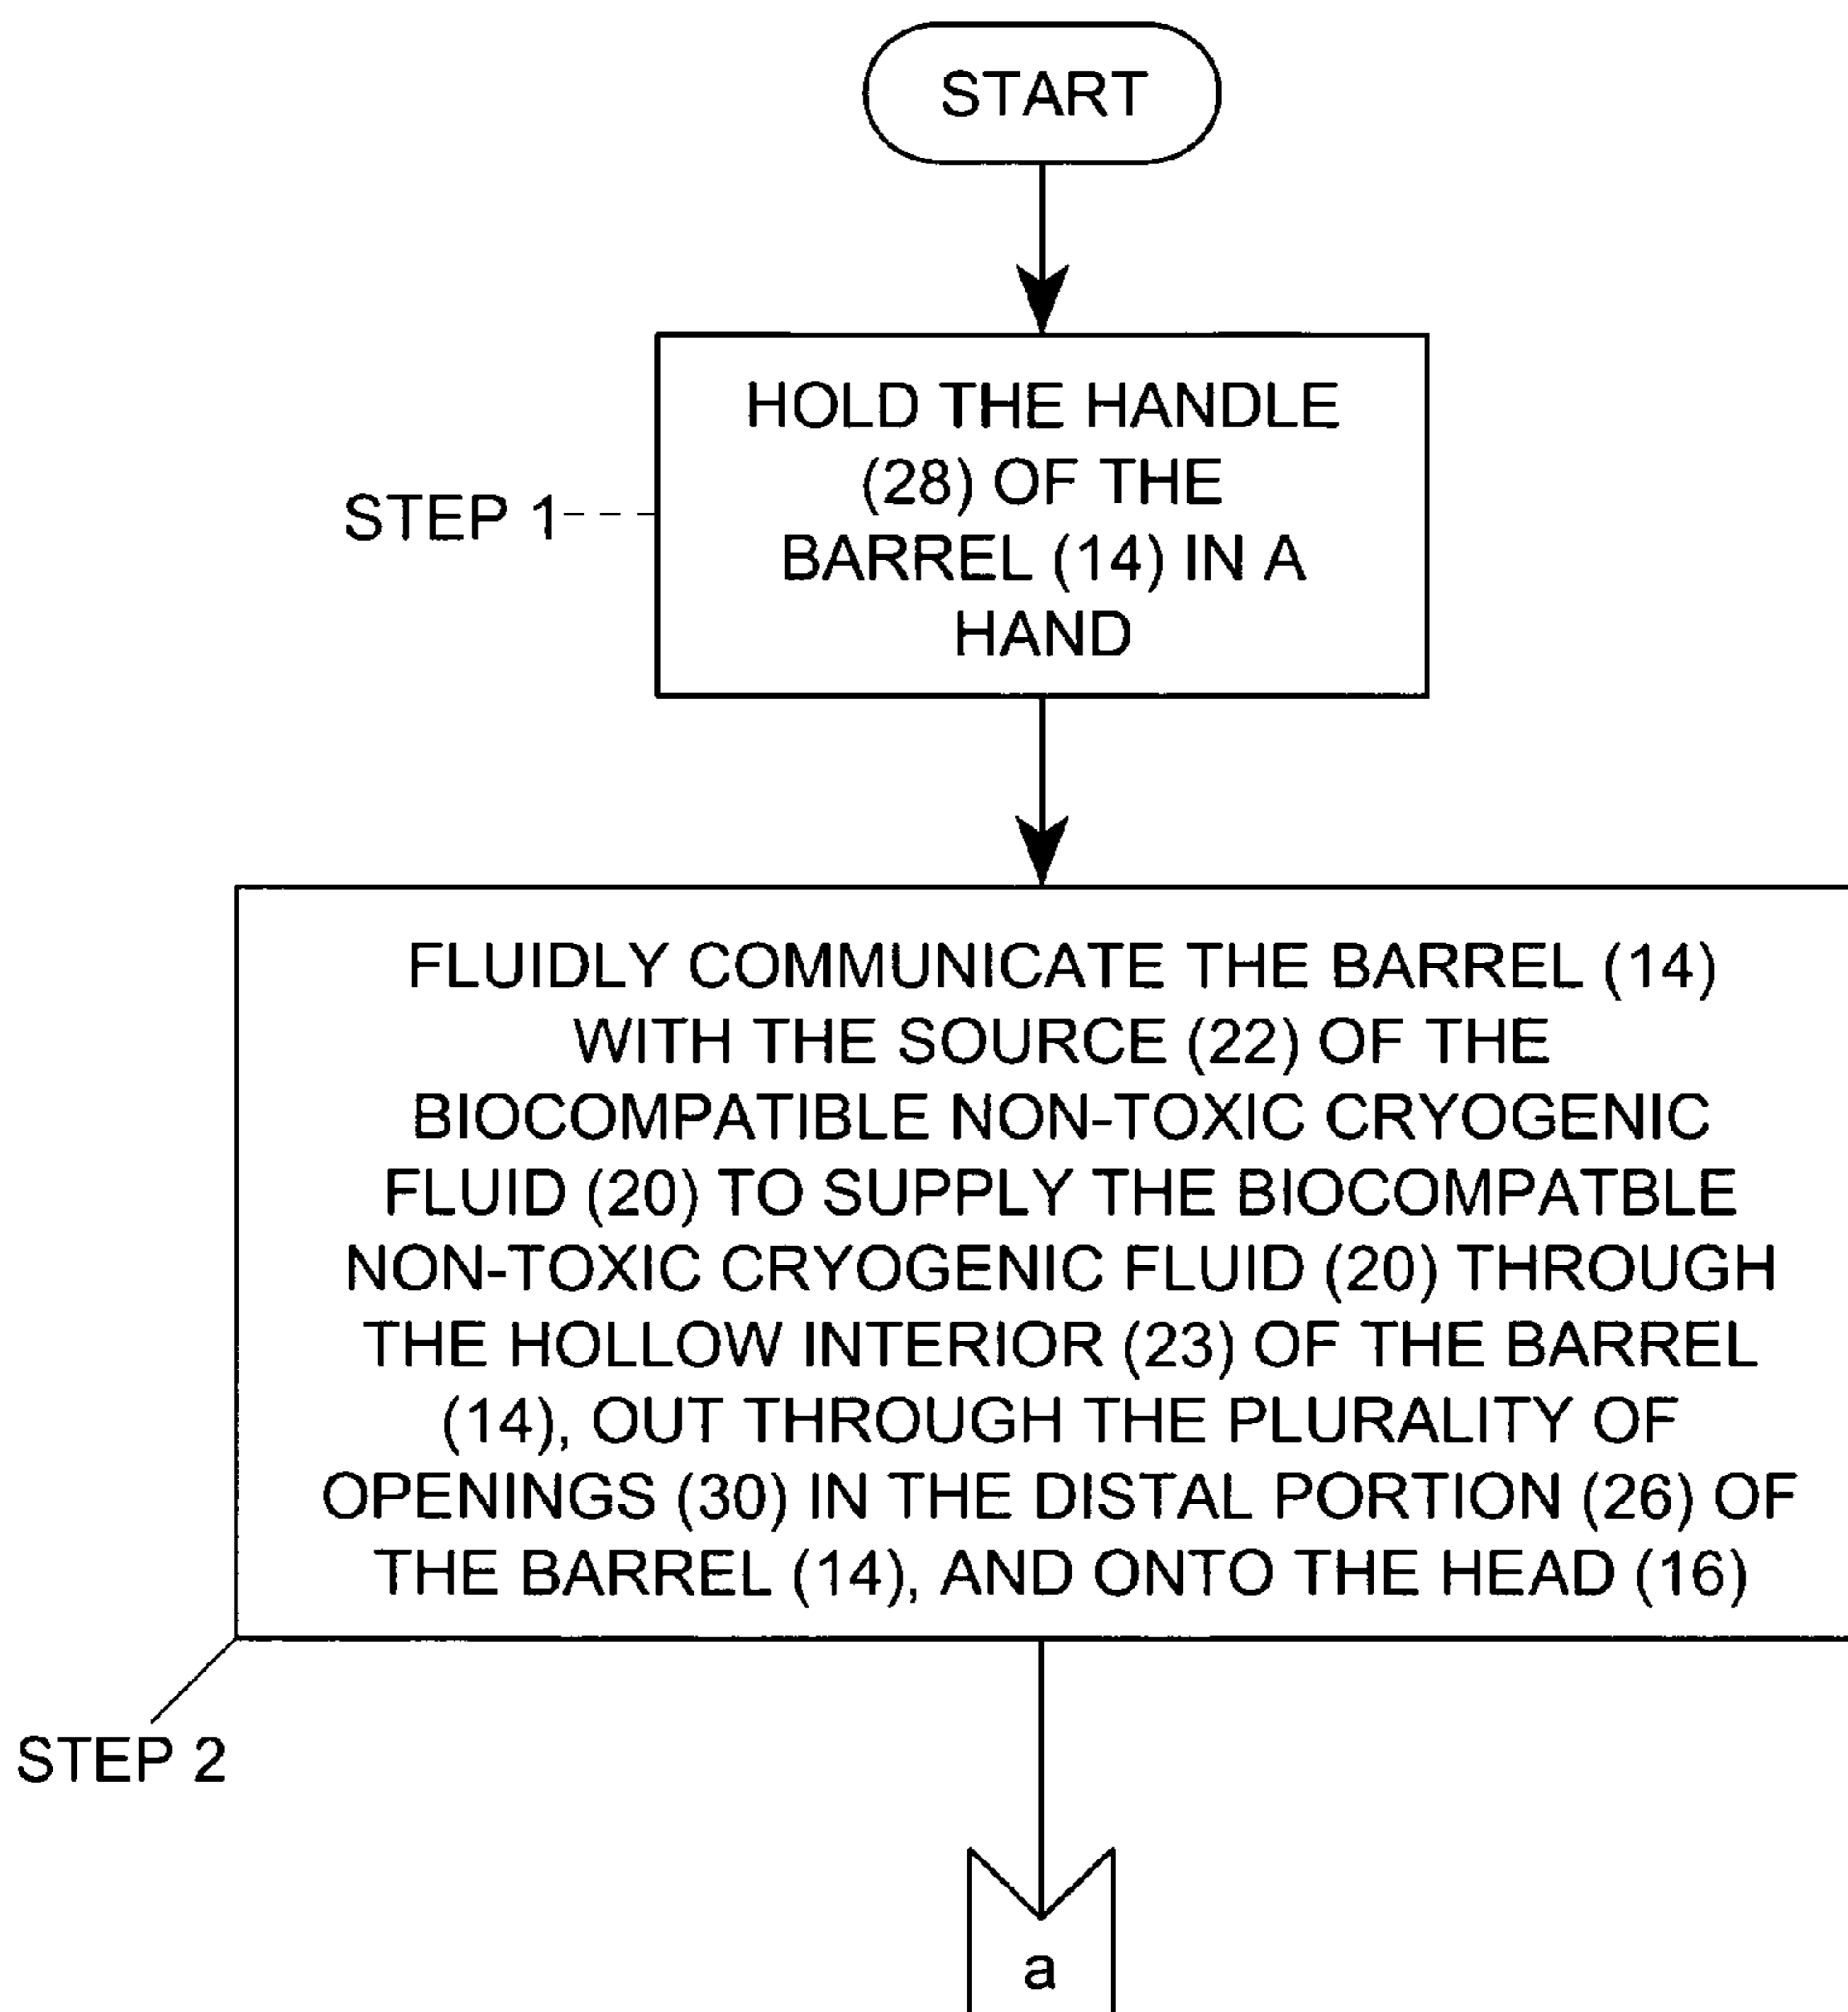 START
HOLD THE HANDLE
(28) OF THE
BARREL (14) IN A
HAND
STEP 1
FLUIDLY COMMUNICATE THE BARREL (14)
WITH THE SOURCE (22) OF THE
BIOCOMPATIBLE NON-TOXIC CRYOGENIC
FLUID (20) TO SUPPLY THE BIOCOMPATBLE
NON-TOXIC CRYOGENIC FLUID (20) THROUGH
THE HOLLOW INTERIOR (23) OF THE BARREL
(14), OUT THROUGH THE PLURALITY OF
OPENINGS (30) IN THE DISTAL PORTION (26) OF
THE BARREL (14), AND ONTO THE HEAD (16)
STEP 2
a